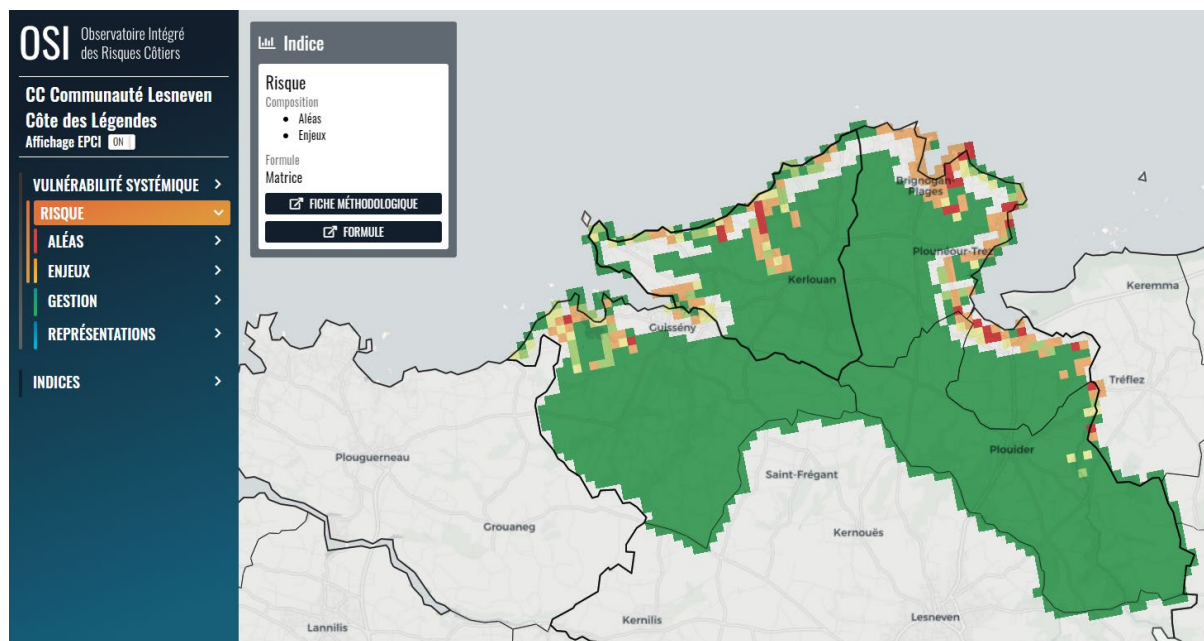 OSI
Observatoire Intégré
des Risques Côtiers
CC Communauté Lesneven
Côte des Légendes
Affichage EPCI ON
VULNÉRABILITÉ SYSTÉMIQUE
RISQUE
ALÉAS
ENJEUX
GESTION
REPRÉSENTATIONS
INDICES
Indice
Risque
Composition
Aléas
Enjeux
Formule
Matrice
FICHE MÉTHODOLOGIQUE
FORMULE
Brignogan-
Plages
Plounéour-Trez
Kerlouan
Keremma
Guissény
Tréflez
Plouider
Plouguerneau
Saint-Frégant
Grouaneg
Kernouës
Kernilis
Lesneven
Lannilis